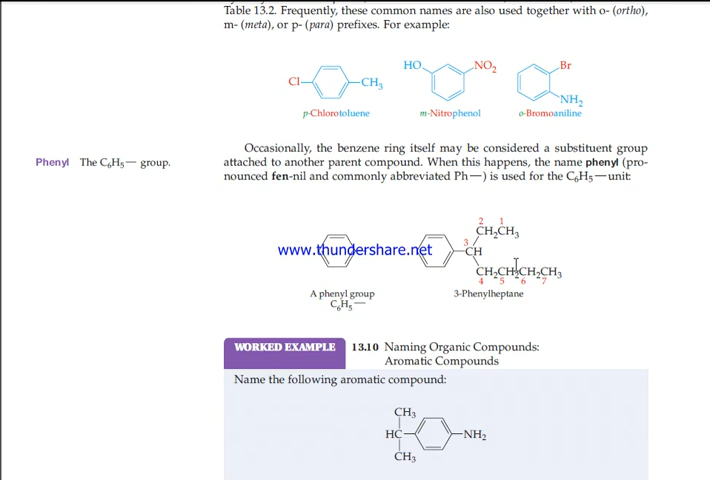 Table 13.2. Frequently, these common names are also used together with o- (ortho),
m- (meta), or p- (para) prefixes. For example:
Cl CH3
HO NO2
Br
NH2
p-Chlorotoluene m-Nitrophenol o-Bromoaniline
Occasionally, the benzene ring itself may be considered a substituent group
attached to another parent compound. When this happens, the name phenyl (pro-
nounced fen-nil and commonly abbreviated Ph—) is used for the C6H5—unit:
Phenyl The C6H5— group.
2 1
CH2CH3
3
CH
CH2CH2CH2CH3
4 5 6 7
www.thundershare.net
A phenyl group
C6H5—
3-Phenylheptane
WORKED EXAMPLE 13.10 Naming Organic Compounds:
Aromatic Compounds
Name the following aromatic compound:
CH3
HC NH2
CH3